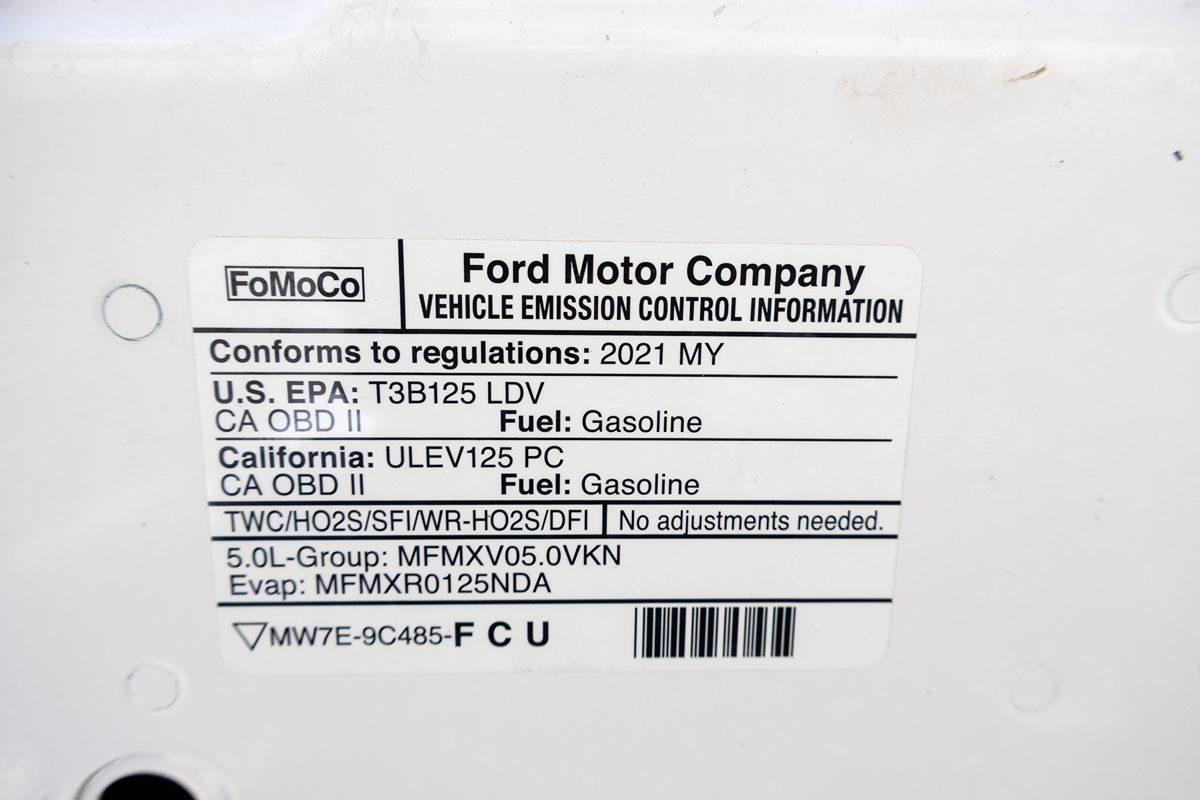 FoMoCo
Ford Motor Company
VEHICLE EMISSION CONTROL INFORMATION
Conforms to regulations: 2021 MY
U.S. EPA: T3B125 LDV
CA OBD II Fuel: Gasoline
California: ULEV125 PC
CA OBD II Fuel: Gasoline
TWC/HO2S/SFI/WR-HO2S/DFI No adjustments needed.
5.0L-Group: MFMXV05.0VKN
Evap: MFMXR0125NDA
MW7E-9C485-F C U